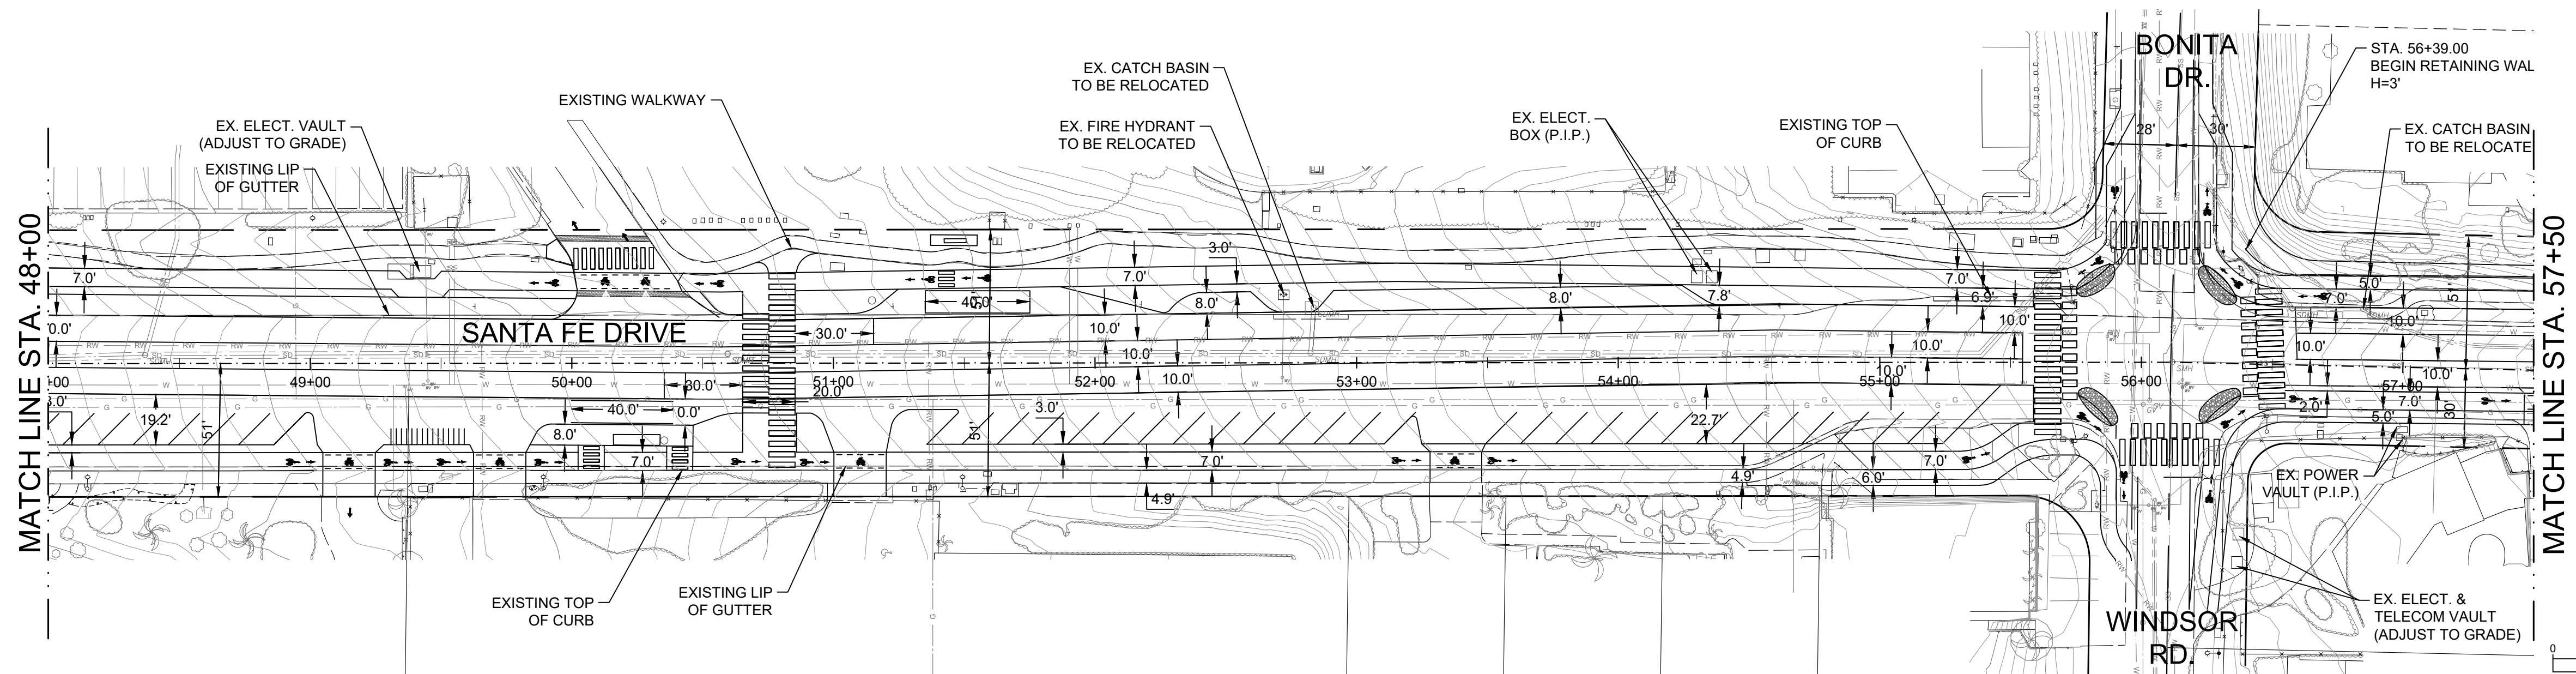 BONITA
DR.
STA. 56+39.00
BEGIN RETAINING WAL
H=3'
EX. CATCH BASIN
TO BE RELOCATED
EXISTING WALKWAY
EX. ELECT. VAULT
(ADJUST TO GRADE)
EXISTING LIP
OF GUTTER
EX. FIRE HYDRANT
TO BE RELOCATED
EX. ELECT.
BOX (P.I.P.)
EXISTING TOP
OF CURB
28'
30'
EX. CATCH BASIN
TO BE RELOCATE
MATCH LINE STA. 48+00
MATCH LINE STA. 57+50
7.0'
3.0'
7.0'
40.0'
8.0'
8.0'
7.8'
7.0'
6.9'
5.0'
7.0'
51'
0.0'
SANTA FE DRIVE
30.0'
10.0'
10.0'
10.0'
10.0'
10.0'
10.0'
10.0'
10.0'
10.0'
+00
49+00
50+00
30.0'
51+00
20.0'
52+00
53+00
54+00
55+00
56+00
57+00
3.0'
19.2'
51'
40.0'
0.0'
8.0'
7.0'
51'
3.0'
7.0'
4.9'
22.7'
4.9'
6.0'
7.0'
2.0'
7.0'
5.0'
30'
EX. POWER
VAULT (P.I.P.)
EXISTING TOP
OF CURB
EXISTING LIP
OF GUTTER
WINDSOR
RD.
EX. ELECT. &
TELECOM VAULT
(ADJUST TO GRADE)
0